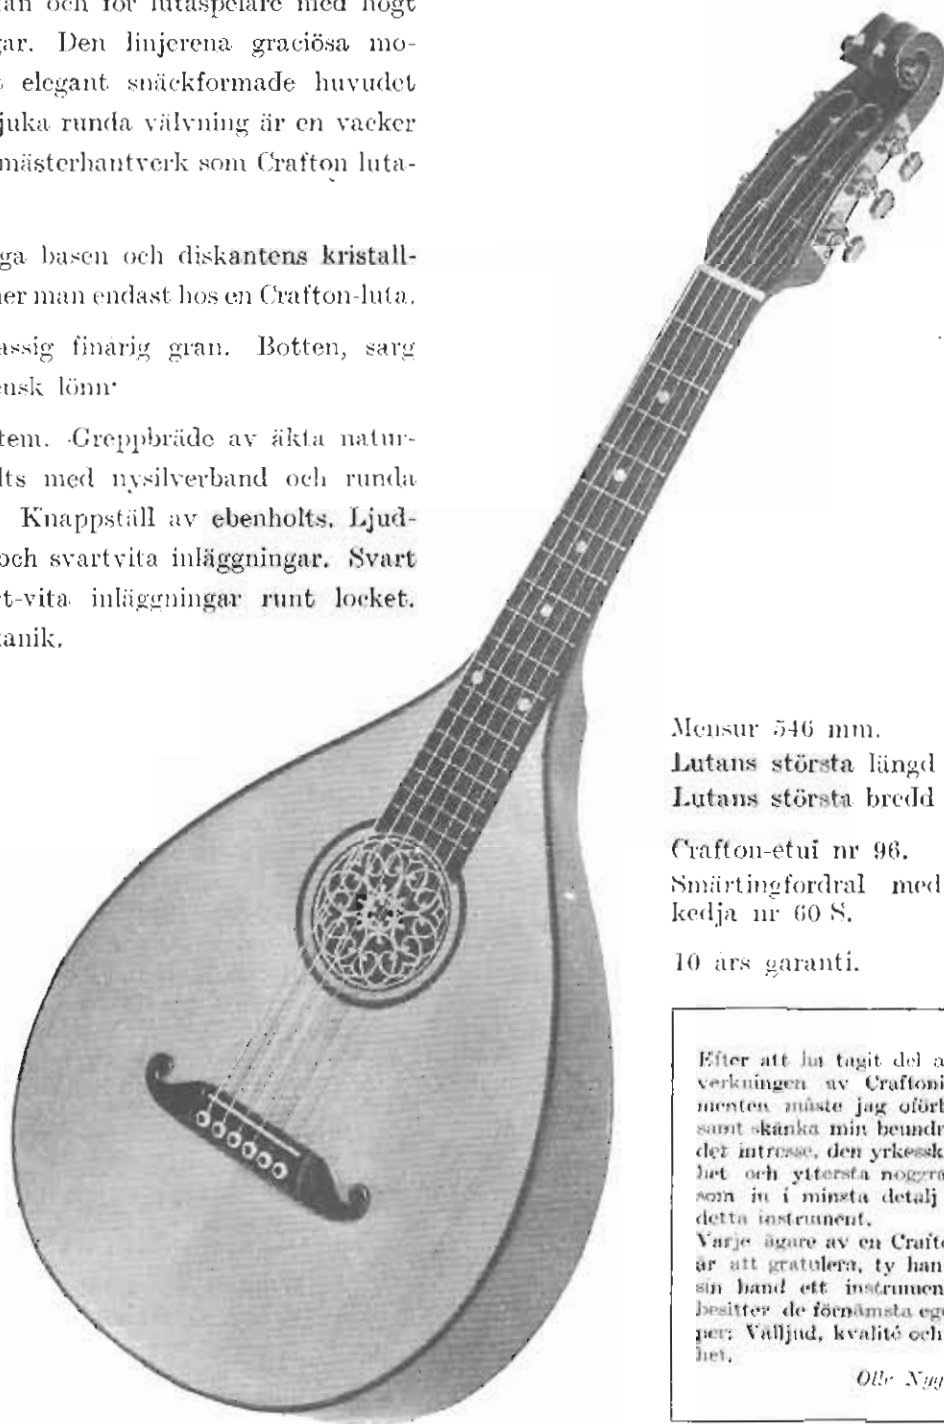 och för lutaspelare med högt
gar. Den linjerena graciösa mo-
elegant snäckformade huvudet
juka runda välvning är en vacker
mästerhantverk som Crafton luta-
ga basen och diskantens kristall-
ner man endast hos en Crafton-luta.
assig finårig gran. Botten, sarg
ensk lönn
tem. Greppbräde av äkta natur-
lts med nysilverband och runda
Knappställ av ebenholts. Ljud-
och svartvita inläggningar. Svart
t-vita inläggningar runt locket.
kanik.
Mensur 546 mm.
Lutans största längd
Lutans största bredd
Crafton-etui nr 96.
Smärtingfordral med
kedja nr 60 S.
10 års garanti.
Efter att ha tagit del a
verkningen av Craftoni
menten måste jag oförb
samt skänka min beundr
det intresse, den yrkessk
het och yttersta noggra
som in i minsta detalj
detta instrument.
Varje ägare av en Crafto
är att gratulera, ty han
sin hand ett instrumen
besitter de förnämsta ege
per: Välljud, kvalité och
het.
Olle Nyg